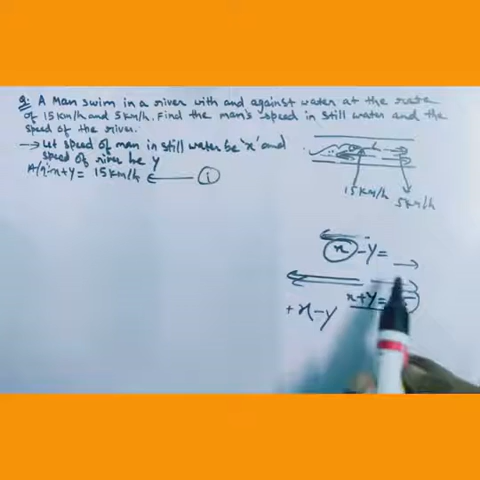 Q: A Man swim in a river with and against water at the rate
of 15 km/h and 5 km/h. Find the man's speed in still water and the
speed of the river.
→ Let speed of man in still water be 'x' and
speed of river be y
A/q:- x+y = 15 km/h ← (i)
15 km/h
5 km/h
x - y =
x+y =
+x-y